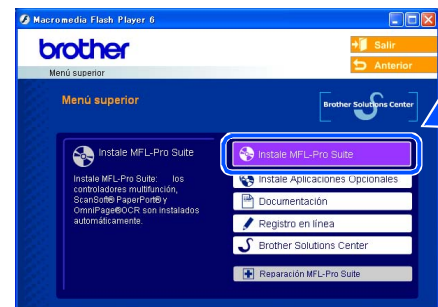 Macromedia Flash Player 6
brother
Salir
Anterior
Menú superior
Menú superior
Brother Solutions Center
Instale MFL-Pro Suite
Instale MFL-Pro Suite: los
controladores multifunción,
ScanSoft® PaperPort® y
OmniPage®OCR son instalados
automáticamente.
Instale MFL-Pro Suite
Instale Aplicaciones Opcionales
Documentación
Registro en línea
Brother Solutions Center
Reparación MFL-Pro Suite